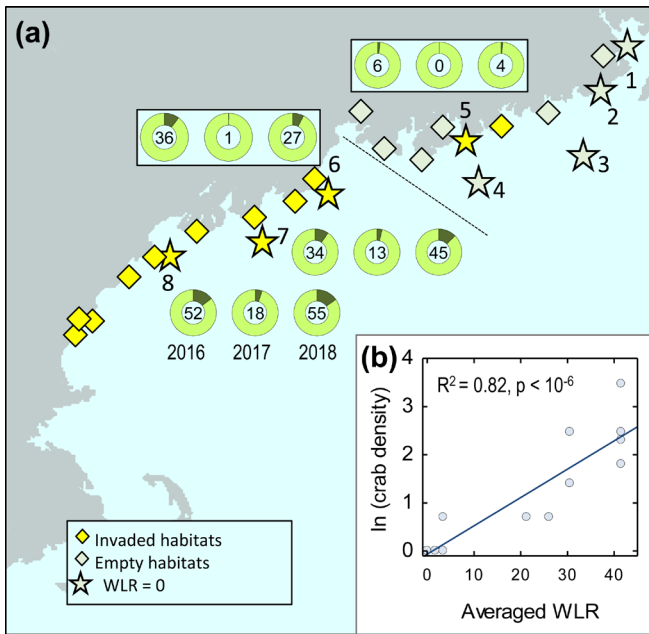 (a)
6 0 4
36 1 27
1
2
3
4
5
6
7
8
34 13 45
52 18 55
2016 2017 2018
Invaded habitats
Empty habitats
WLR = 0
(b)
R² = 0.82, p < 10⁻⁶
ln (crab density)
4
3
2
1
0
0 10 20 30 40
Averaged WLR